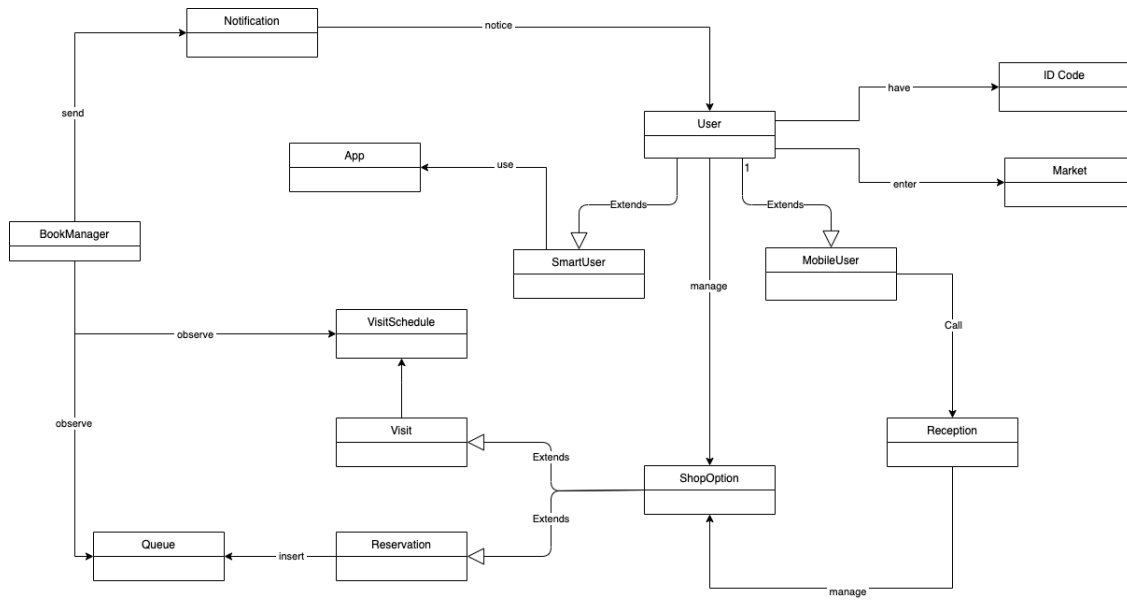 Notification
notice
ID Code
have
send
User
App
use
1
Market
enter
Extends
Extends
BookManager
SmartUser
MobileUser
manage
VisitSchedule
observe
Call
observe
Visit
Reception
Extends
ShopOption
Extends
Queue
insert
Reservation
manage